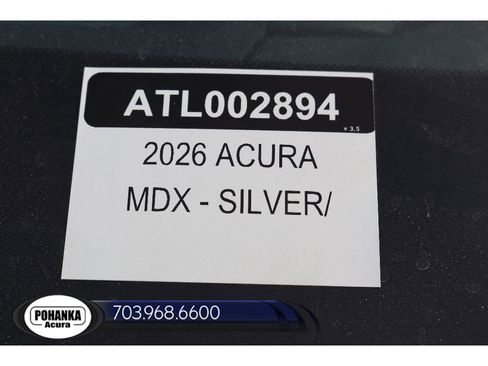 ATL002894
v 3.5
2026 ACURA
MDX - SILVER/
POHANKA
Acura
703.968.6600